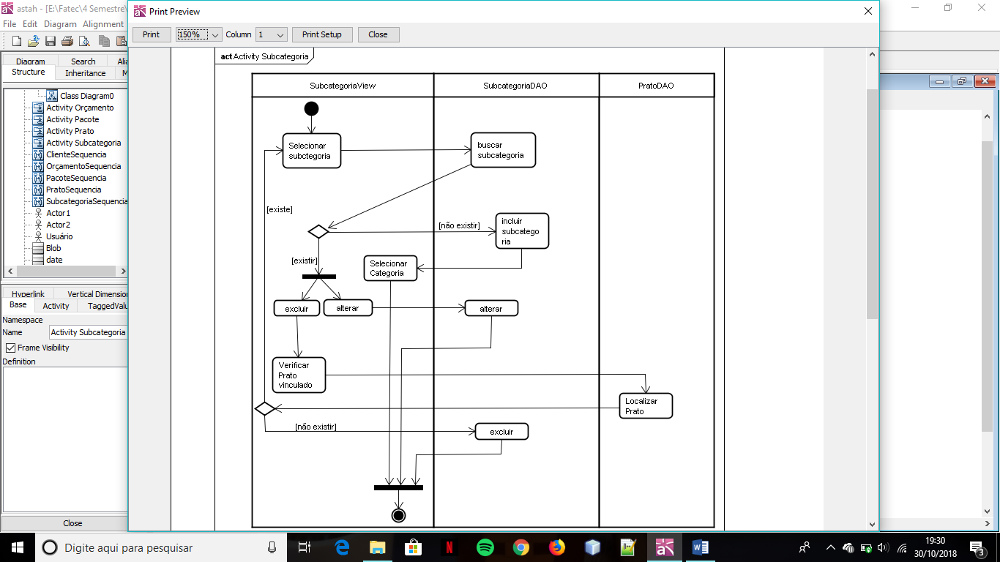 astah - [E:\Fatec\4 Semestre\
File Edit Diagram Alignment
Diagram Search Alia
Structure Inheritance M
Class Diagram0
Activity Orçamento
Activity Pacote
Activity Prato
Activity Subcategoria
ClienteSequencia
OrçamentoSequencia
PacoteSequencia
PratoSequencia
SubcategoriaSequencia
Actor1
Actor2
Usuário
Blob
date
Hyperlink Vertical Dimension
Base Activity TaggedValu
Namespace
Name Activity Subcategoria
Frame Visibility
Definition
Close
Print Preview
Print 150% Column 1 Print Setup Close
act Activity Subcategoria
SubcategoriaView SubcategoriaDAO PratoDAO
Selecionar
subctegoria
buscar
subcategoria
[existe]
[não existir]
incluir
subcatego
ria
[existir]
Selecionar
Categoria
excluir
alterar
alterar
Verificar
Prato
vinculado
Localizar
Prato
[não existir]
excluir
Digite aqui para pesquisar
19:30
30/10/2018
3